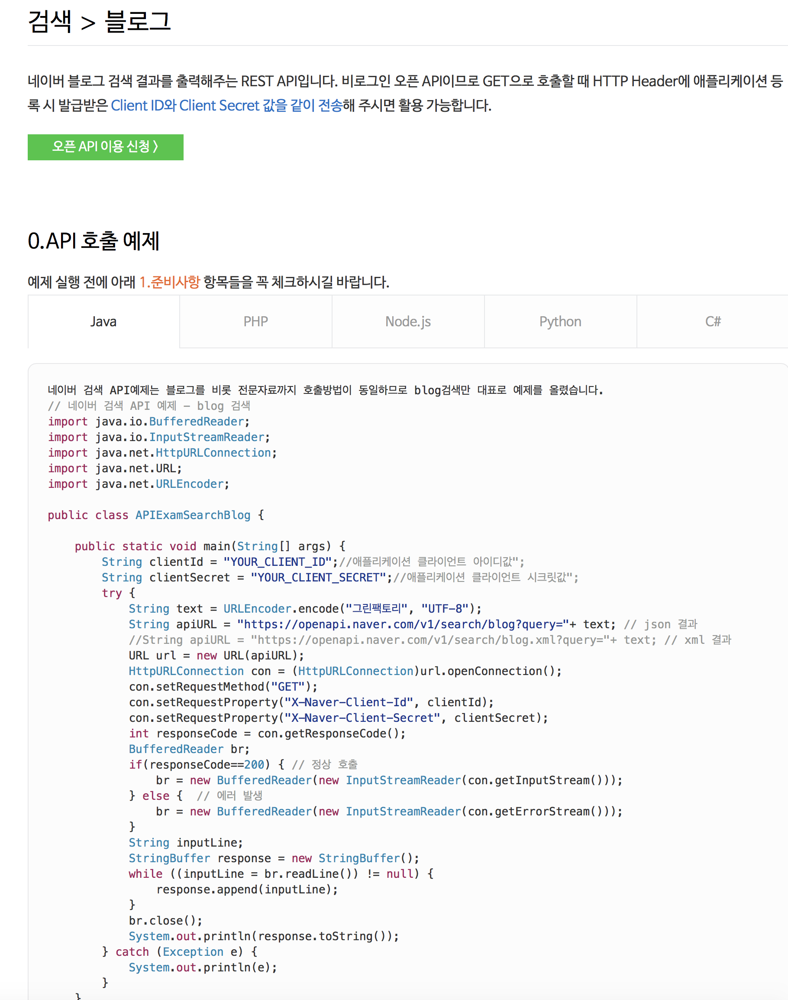 검색 > 블로그
네이버 블로그 검색 결과를 출력해주는 REST API입니다. 비로그인 오픈 API이므로 GET으로 호출할 때 HTTP Header에 애플리케이션 등
록 시 발급받은 Client ID와 Client Secret 값을 같이 전송해 주시면 활용 가능합니다.
오픈 API 이용 신청 〉
0.API 호출 예제
예제 실행 전에 아래 1.준비사항 항목들을 꼭 체크하시길 바랍니다.
Java PHP Node.js Python C#
네이버 검색 API예제는 블로그를 비롯 전문자료까지 호출방법이 동일하므로 blog검색만 대표로 예제를 올렸습니다.
// 네이버 검색 API 예제 - blog 검색
import java.io.BufferedReader;
import java.io.InputStreamReader;
import java.net.HttpURLConnection;
import java.net.URL;
import java.net.URLEncoder;
public class APIExamSearchBlog {
    public static void main(String[] args) {
        String clientId = "YOUR_CLIENT_ID";//애플리케이션 클라이언트 아이디값";
        String clientSecret = "YOUR_CLIENT_SECRET";//애플리케이션 클라이언트 시크릿값";
        try {
            String text = URLEncoder.encode("그린팩토리", "UTF-8");
            String apiURL = "https://openapi.naver.com/v1/search/blog?query="+ text; // json 결과
            //String apiURL = "https://openapi.naver.com/v1/search/blog.xml?query="+ text; // xml 결과
            URL url = new URL(apiURL);
            HttpURLConnection con = (HttpURLConnection)url.openConnection();
            con.setRequestMethod("GET");
            con.setRequestProperty("X-Naver-Client-Id", clientId);
            con.setRequestProperty("X-Naver-Client-Secret", clientSecret);
            int responseCode = con.getResponseCode();
            BufferedReader br;
            if(responseCode==200) { // 정상 호출
                br = new BufferedReader(new InputStreamReader(con.getInputStream()));
            } else {  // 에러 발생
                br = new BufferedReader(new InputStreamReader(con.getErrorStream()));
            }
            String inputLine;
            StringBuffer response = new StringBuffer();
            while ((inputLine = br.readLine()) != null) {
                response.append(inputLine);
            }
            br.close();
            System.out.println(response.toString());
        } catch (Exception e) {
            System.out.println(e);
        }
    }